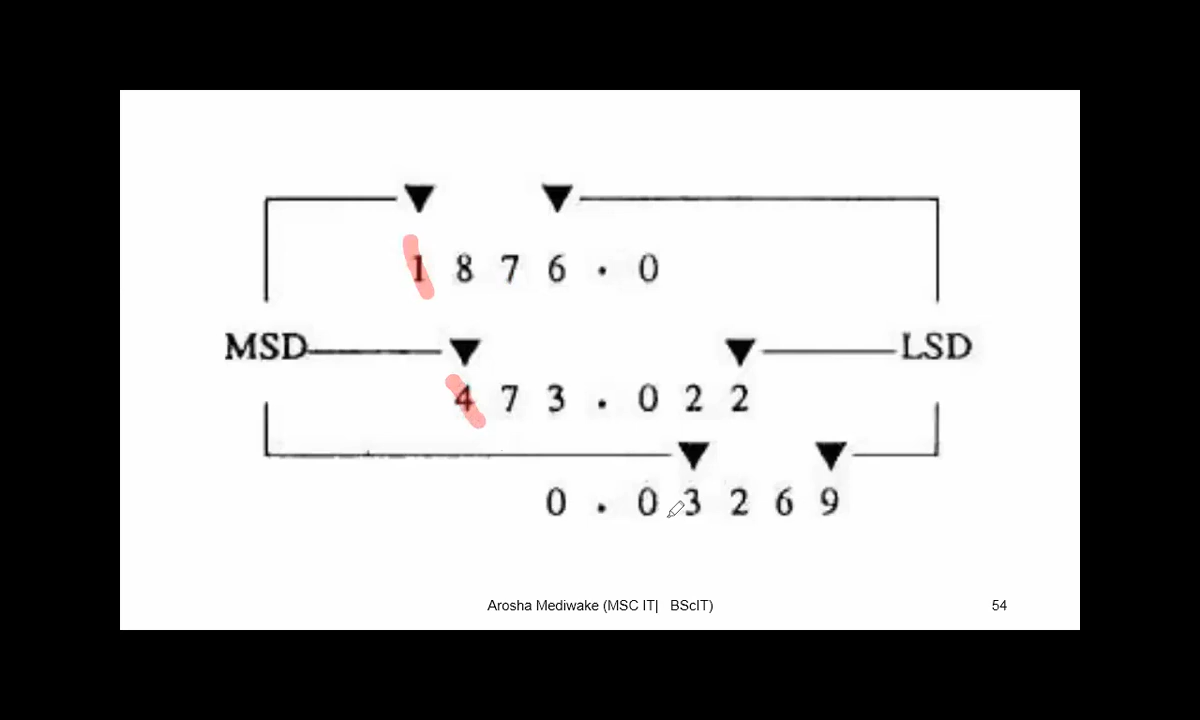 1 8 7 6 . 0
MSD LSD
4 7 3 . 0 2 2
0 . 0 3 2 6 9
Arosha Mediwake (MSC IT| BScIT) 54